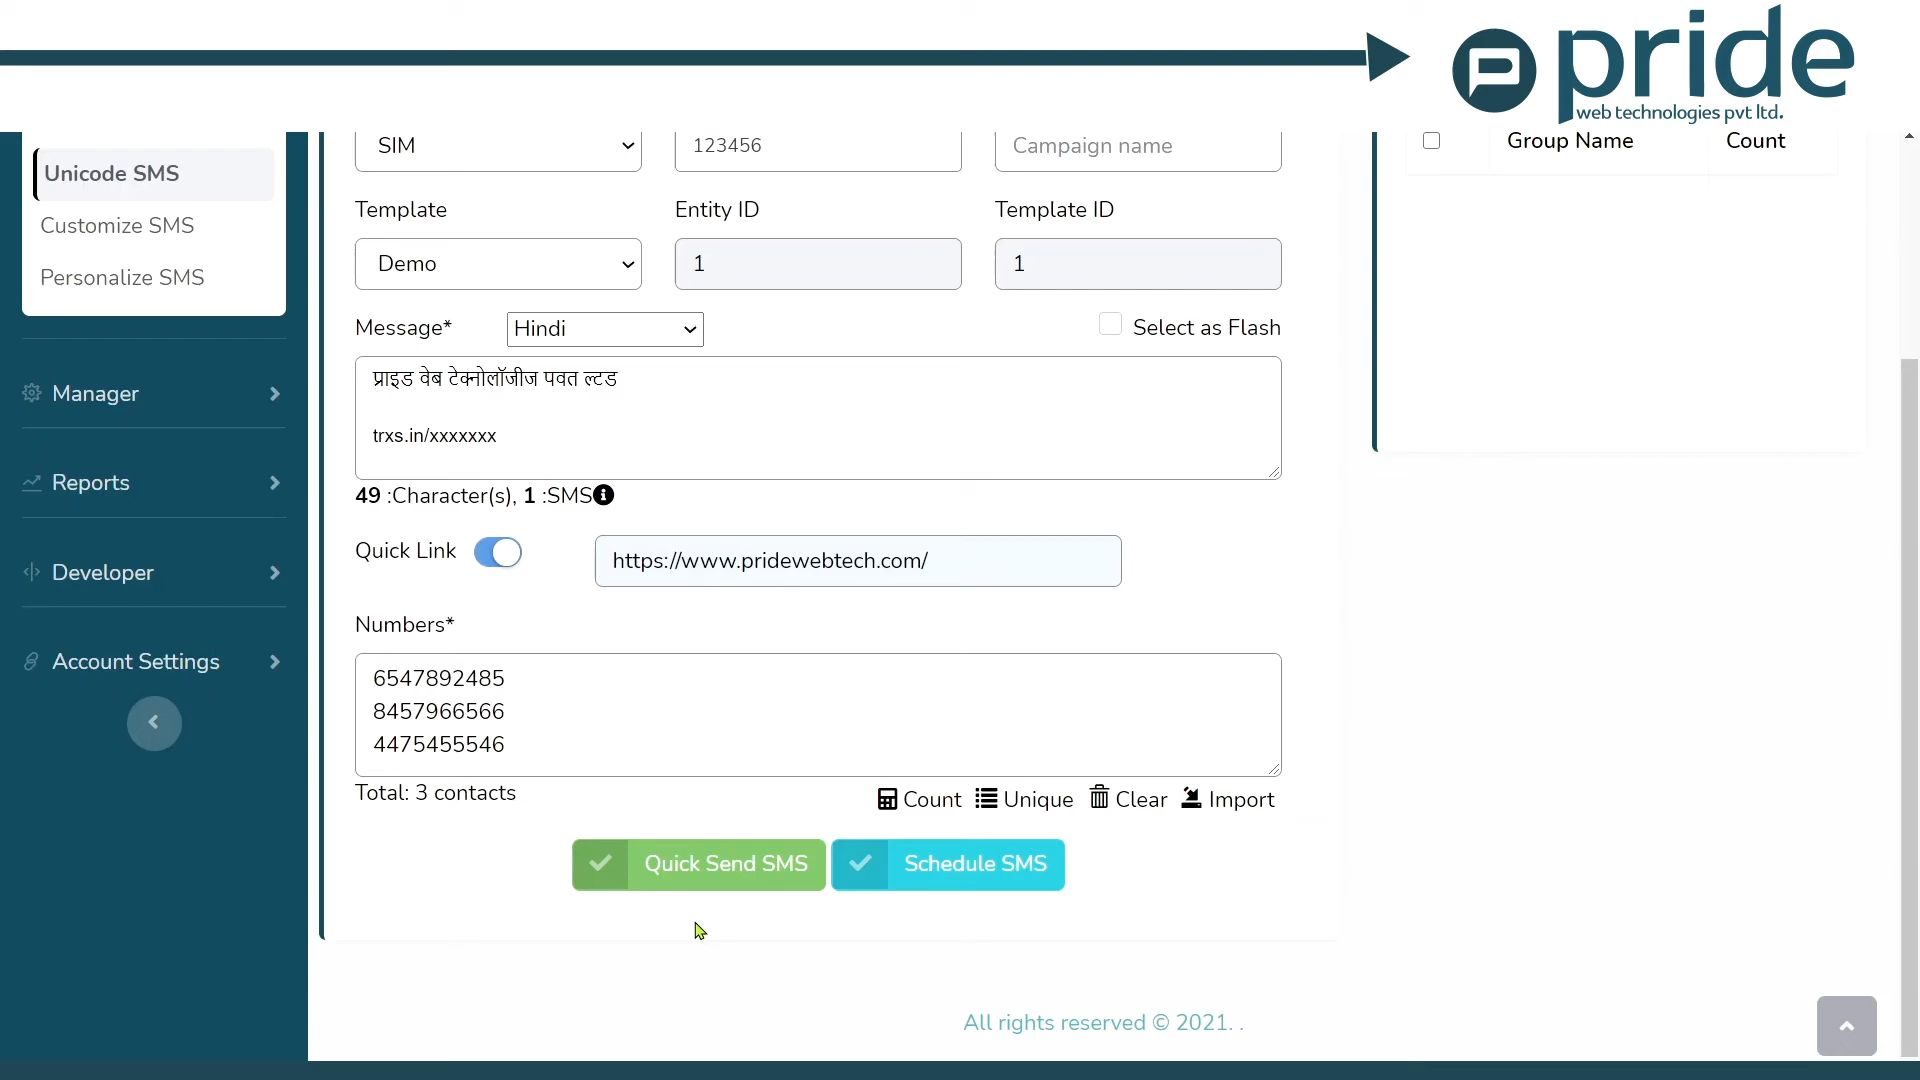 pride
web technologies pvt ltd.
SIM
123456
Campaign name
Group Name
Count
Unicode SMS
Customize SMS
Personalize SMS
Template
Entity ID
Template ID
Demo
1
1
Message*
Hindi
Select as Flash
प्राइड वेब टेक्नोलॉजीज पवत ल्टड
trxs.in/xxxxxxx
49 :Character(s), 1 :SMS
Manager
Reports
Developer
Account Settings
Quick Link
https://www.pridewebtech.com/
Numbers*
6547892485
8457966566
4475455546
Total: 3 contacts
Count
Unique
Clear
Import
Quick Send SMS
Schedule SMS
All rights reserved © 2021. .